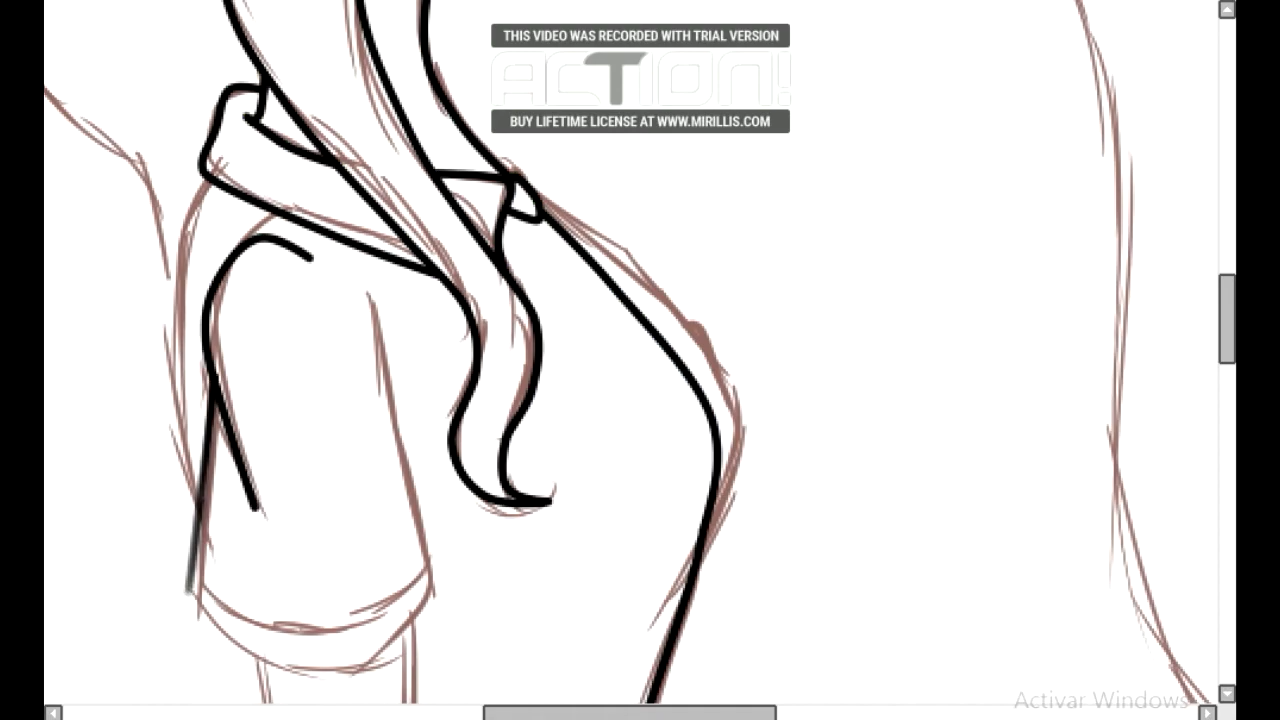 THIS VIDEO WAS RECORDED WITH TRIAL VERSION
ACTION!
BUY LIFETIME LICENSE AT WWW.MIRILLIS.COM
Activar Windows